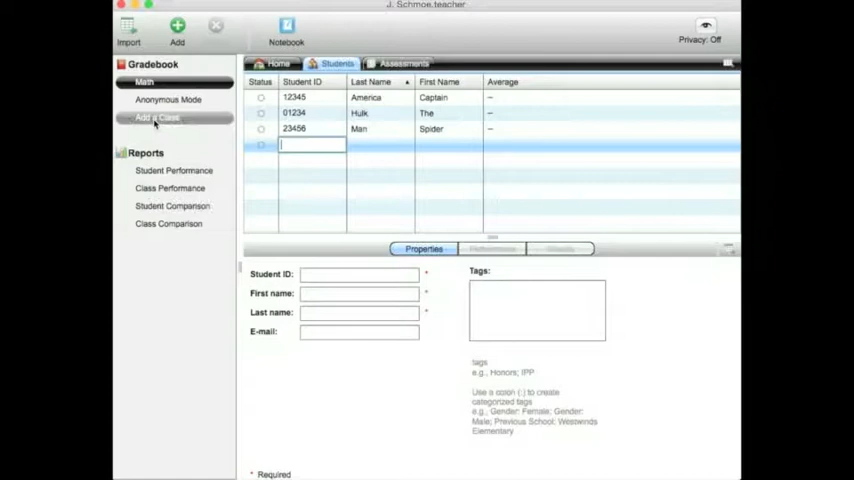 J. Schmoe.teacher
Import
Add
Notebook
Privacy: Off
Gradebook
Math
Anonymous Mode
Add a Class
Reports
Student Performance
Class Performance
Student Comparison
Class Comparison
Home
Students
Assessments
Status Student ID Last Name First Name Average
12345 America Captain –
01234 Hulk The –
23456 Man Spider –
Properties
Student ID: *
First name: *
Last name: *
E-mail:
Tags:
tags
e.g., Honors; IPP
Use a colon (:) to create
categorized tags
e.g., Gender: Female; Gender:
Male; Previous School: Westwinds
Elementary
* Required